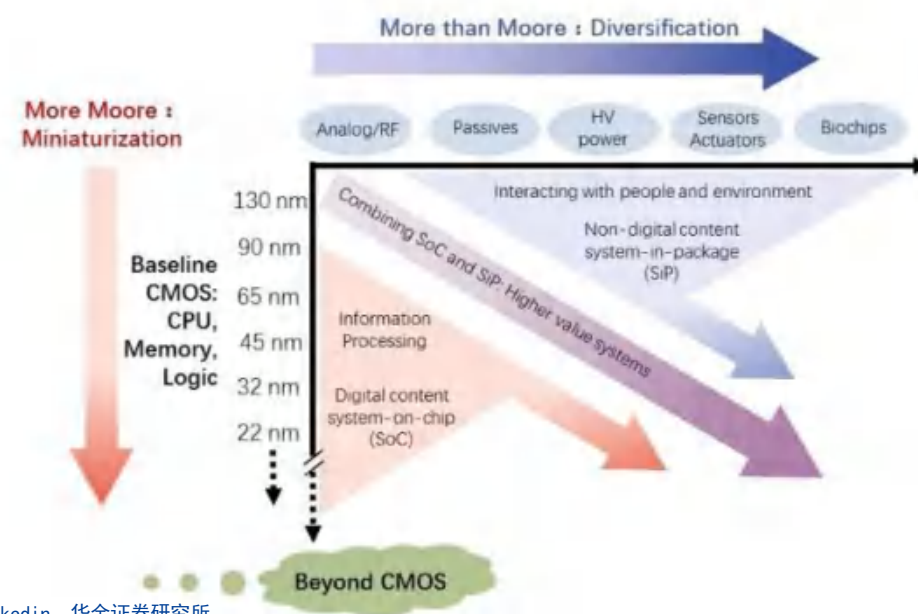 More than Moore : Diversification
More Moore :
Miniaturization
Analog/RF
Passives
HV
power
Sensors
Actuators
Biochips
130 nm
90 nm
65 nm
45 nm
32 nm
22 nm
Baseline
CMOS:
CPU,
Memory,
Logic
Interacting with people and environment
Non-digital content
system-in-package
(SiP)
Combining SoC and SiP: Higher value systems
Information
Processing
Digital content
system-on-chip
(SoC)
Beyond CMOS
华金证券研究所